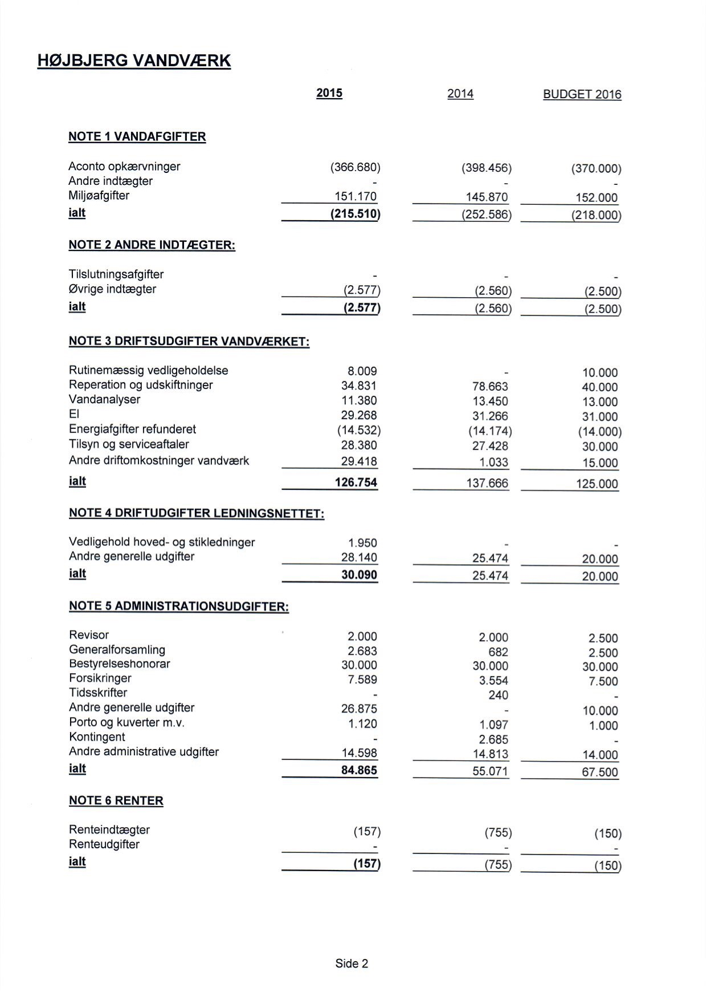 HØJBJERG VANDVÆRK
2015 2014 BUDGET 2016
NOTE 1 VANDAFGIFTER
Aconto opkærvninger (366.680) (398.456) (370.000)
Andre indtægter - - -
Miljøafgifter 151.170 145.870 152.000
ialt (215.510) (252.586) (218.000)
NOTE 2 ANDRE INDTÆGTER:
Tilslutningsafgifter - - -
Øvrige indtægter (2.577) (2.560) (2.500)
ialt (2.577) (2.560) (2.500)
NOTE 3 DRIFTSUDGIFTER VANDVÆRKET:
Rutinemæssig vedligeholdelse 8.009 - 10.000
Reperation og udskiftninger 34.831 78.663 40.000
Vandanalyser 11.380 13.450 13.000
El 29.268 31.266 31.000
Energiafgifter refunderet (14.532) (14.174) (14.000)
Tilsyn og serviceaftaler 28.380 27.428 30.000
Andre driftomkostninger vandværk 29.418 1.033 15.000
ialt 126.754 137.666 125.000
NOTE 4 DRIFTUDGIFTER LEDNINGSNETTET:
Vedligehold hoved- og stikledninger 1.950 - -
Andre generelle udgifter 28.140 25.474 20.000
ialt 30.090 25.474 20.000
NOTE 5 ADMINISTRATIONSUDGIFTER:
Revisor 2.000 2.000 2.500
Generalforsamling 2.683 682 2.500
Bestyrelseshonorar 30.000 30.000 30.000
Forsikringer 7.589 3.554 7.500
Tidsskrifter - 240 -
Andre generelle udgifter 26.875 - 10.000
Porto og kuverter m.v. 1.120 1.097 1.000
Kontingent - 2.685 -
Andre administrative udgifter 14.598 14.813 14.000
ialt 84.865 55.071 67.500
NOTE 6 RENTER
Renteindtægter (157) (755) (150)
Renteudgifter - - -
ialt (157) (755) (150)
Side 2